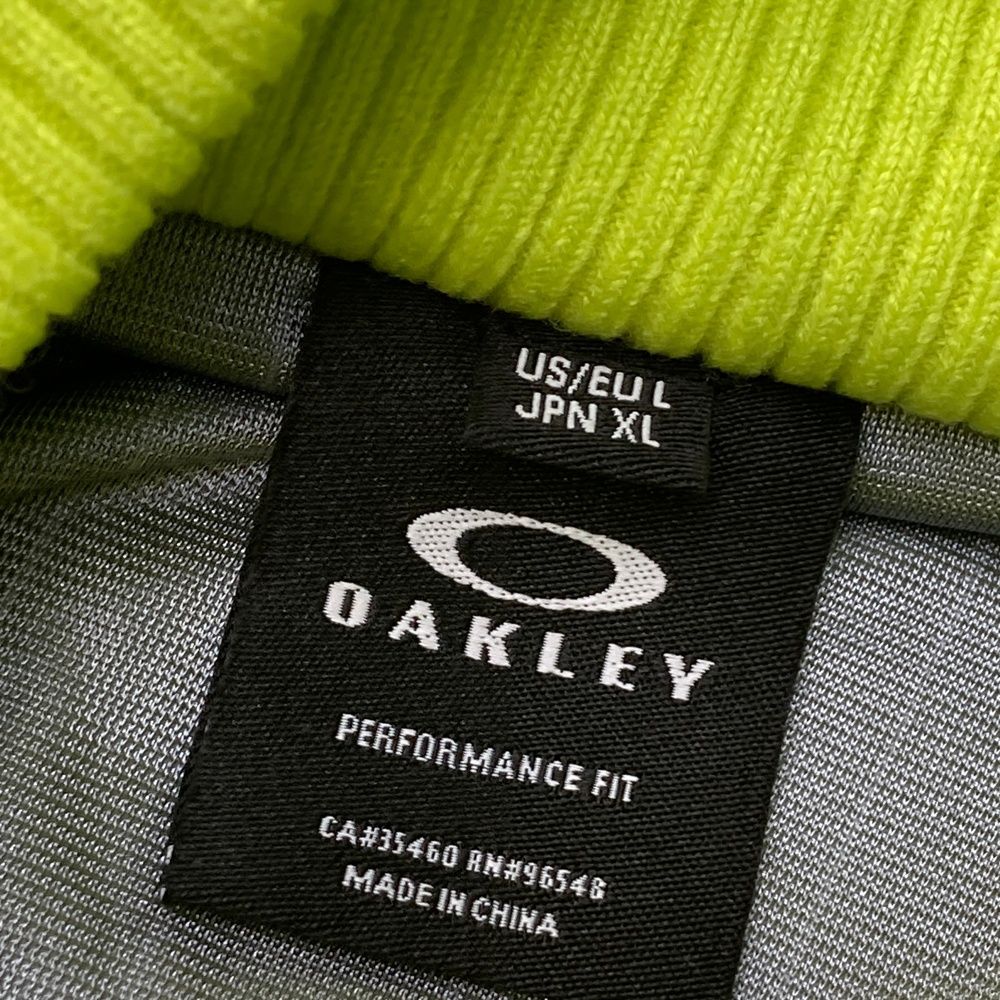 US/EU L
JPN XL
OAKLEY
PERFORMANCE FIT
CA#35460 RN#96548
MADE IN CHINA